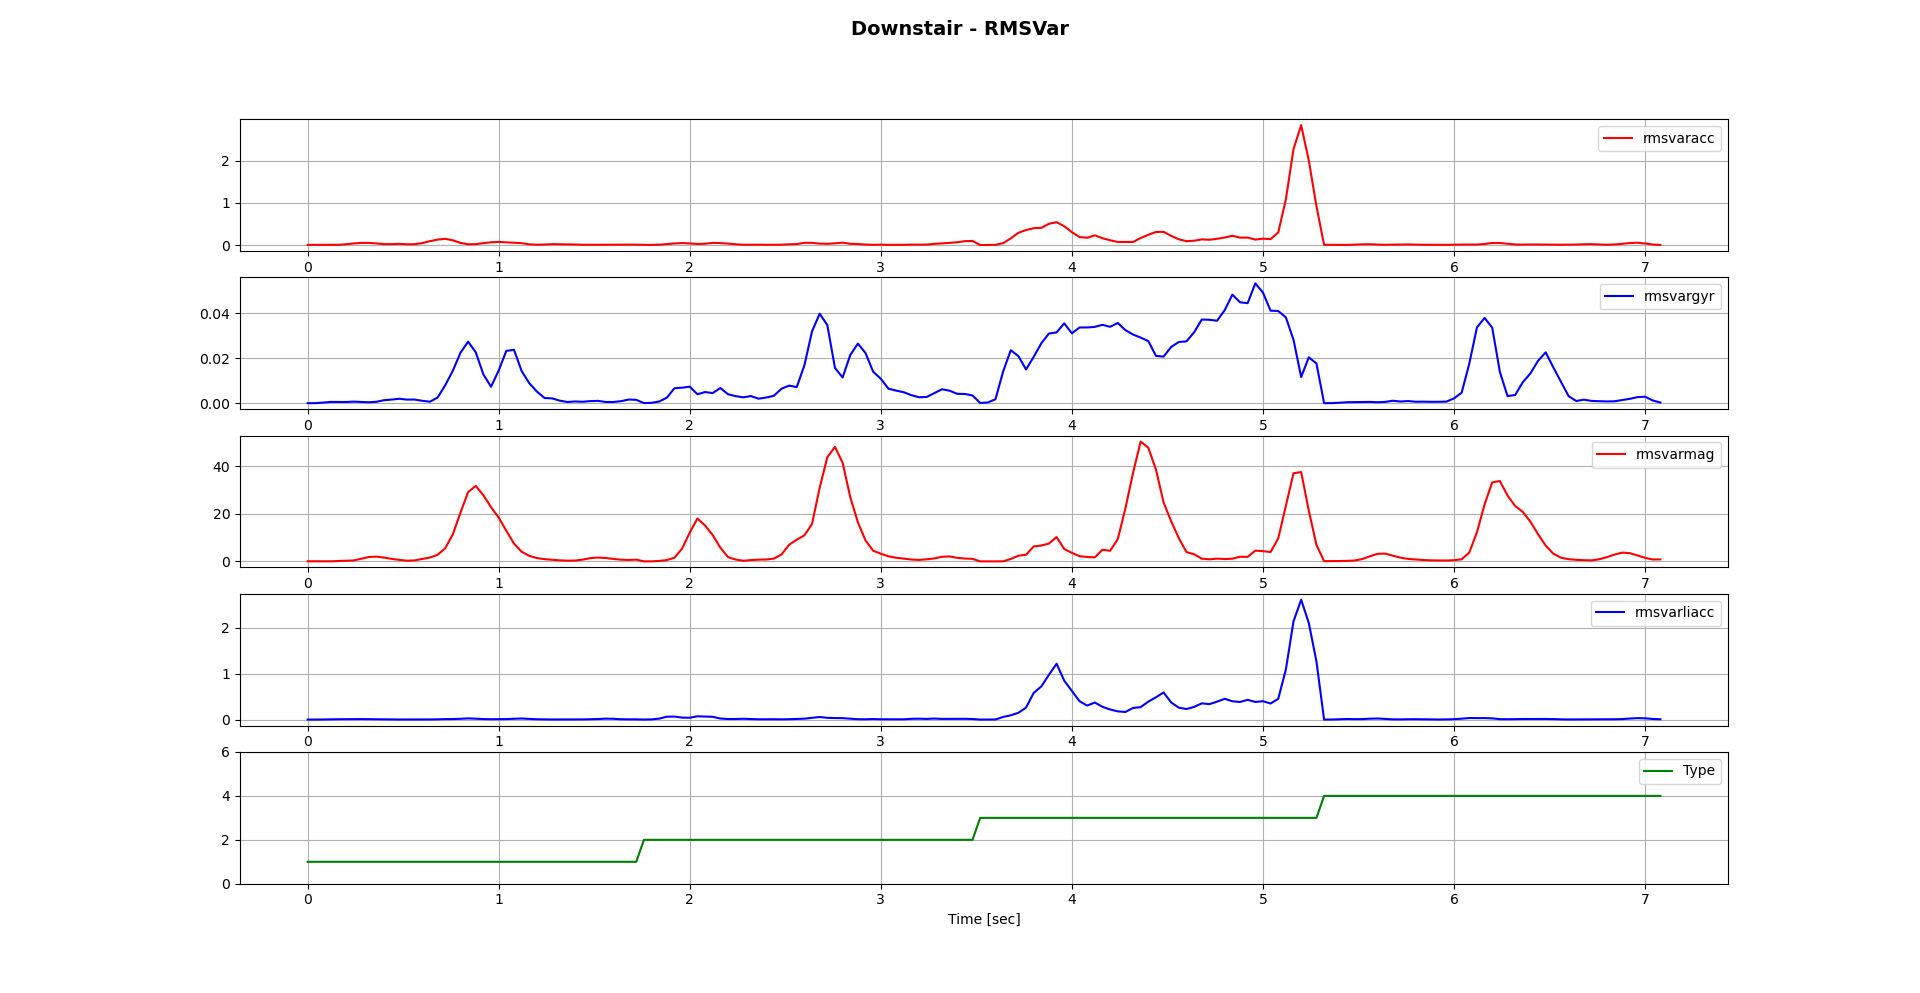 Downstair - RMSVar
rmsvaracc
2
1
0
0 1 2 3 4 5 6 7
rmsvargyr
0.04
0.02
0.00
0 1 2 3 4 5 6 7
rmsvarmag
40
20
0
0 1 2 3 4 5 6 7
rmsvarliacc
2
1
0
0 1 2 3 4 5 6 7
6
Type
4
2
0
0 1 2 3 4 5 6 7
Time [sec]